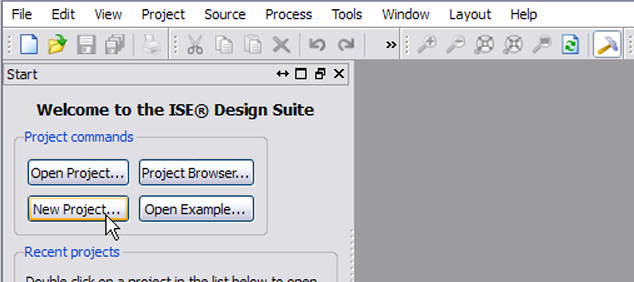 File Edit View Project Source Process Tools Window Layout Help
Start
Welcome to the ISE® Design Suite
Project commands
Open Project... Project Browser...
New Project... Open Example...
Recent projects
Double click on a project in the list below to open